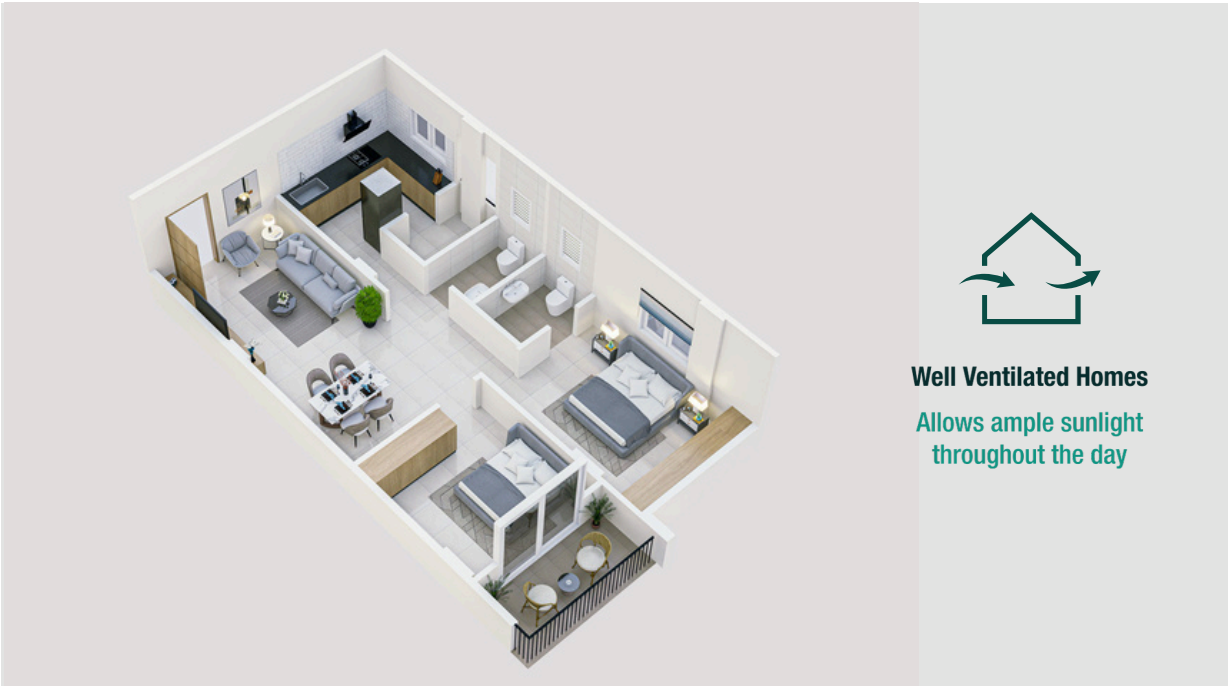 Well Ventilated Homes
Allows ample sunlight
throughout the day